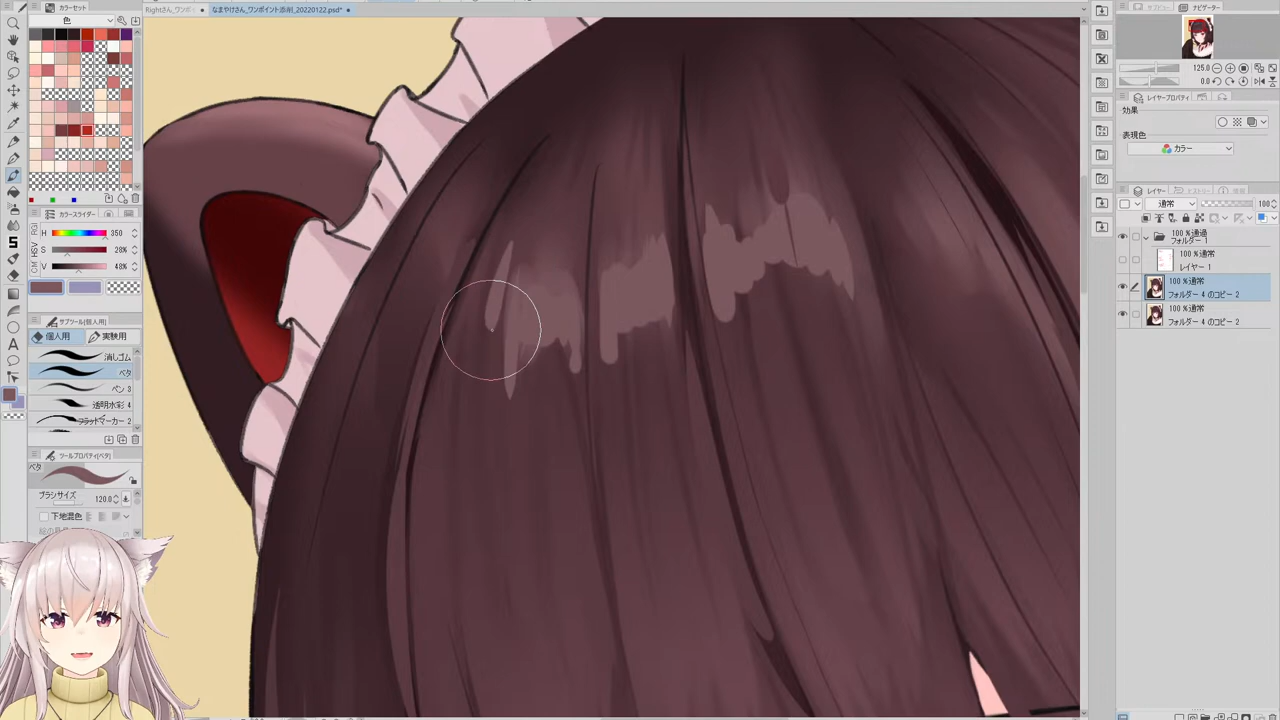 Rightさん_ワンポ
なまやけさん_ワンポイント添削_20220122.psd*
カラーセット
色
カラースライダー
H 350
S 28%
V 48%
サブツール(個人用)
個人用
実験用
消しゴム
ベタ
ペン 3
透明水彩 4
フラットマーカー 2
ツールプロパティ(ベタ)
ベタ
ブラシサイズ 120.0
下地混色
ナビゲーター
125.0
0.0
レイヤープロパティ
効果
表現色
カラー
レイヤー
通常 100
100 %通過
フォルダー 1
100 %通常
レイヤー 1
100 %通常
フォルダー 4 のコピー 2
100 %通常
フォルダー 4 のコピー 2